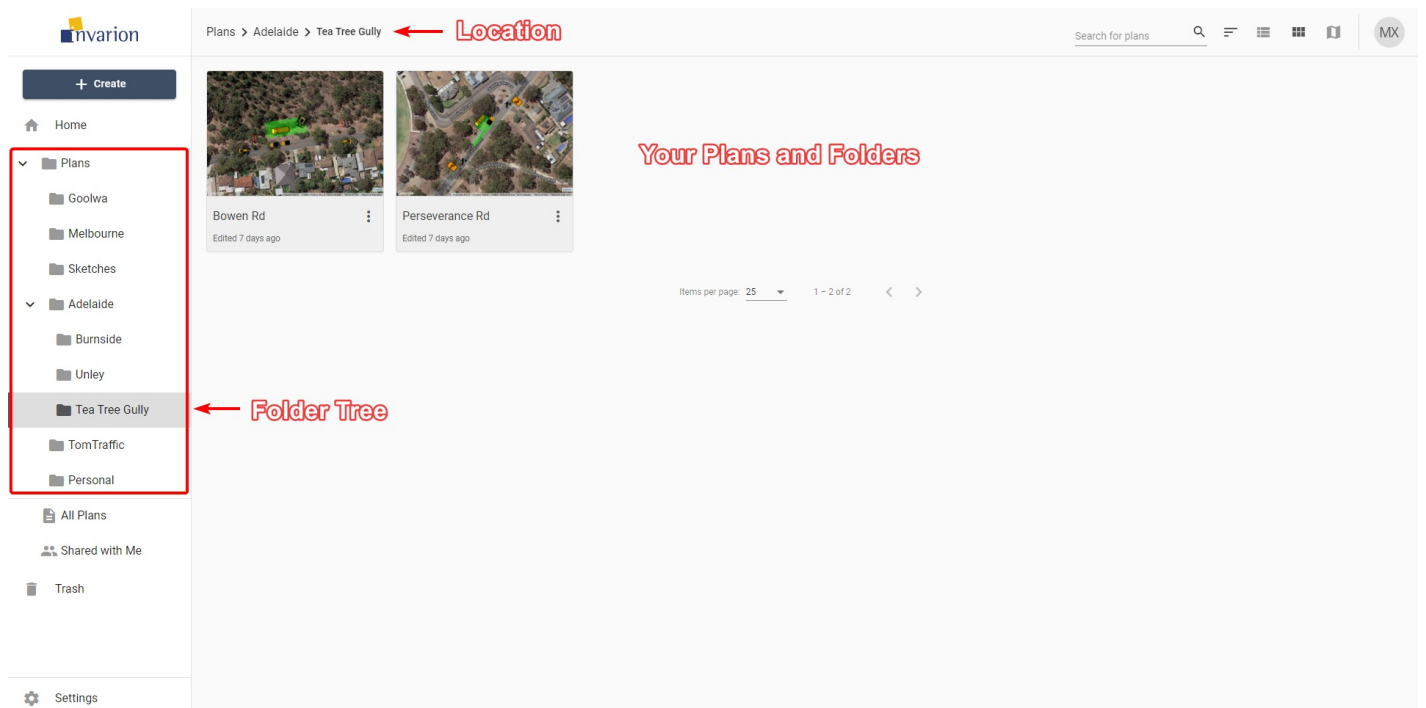 invarion
Plans > Adelaide > Tea Tree Gully
Location
Search for plans
MX
+ Create
Home
Plans
Goolwa
Melbourne
Sketches
Adelaide
Burnside
Unley
Tea Tree Gully
TomTraffic
Personal
All Plans
Shared with Me
Trash
Settings
Folder Tree
Your Plans and Folders
Bowen Rd
Edited 7 days ago
Perseverance Rd
Edited 7 days ago
Items per page: 25 1 – 2 of 2